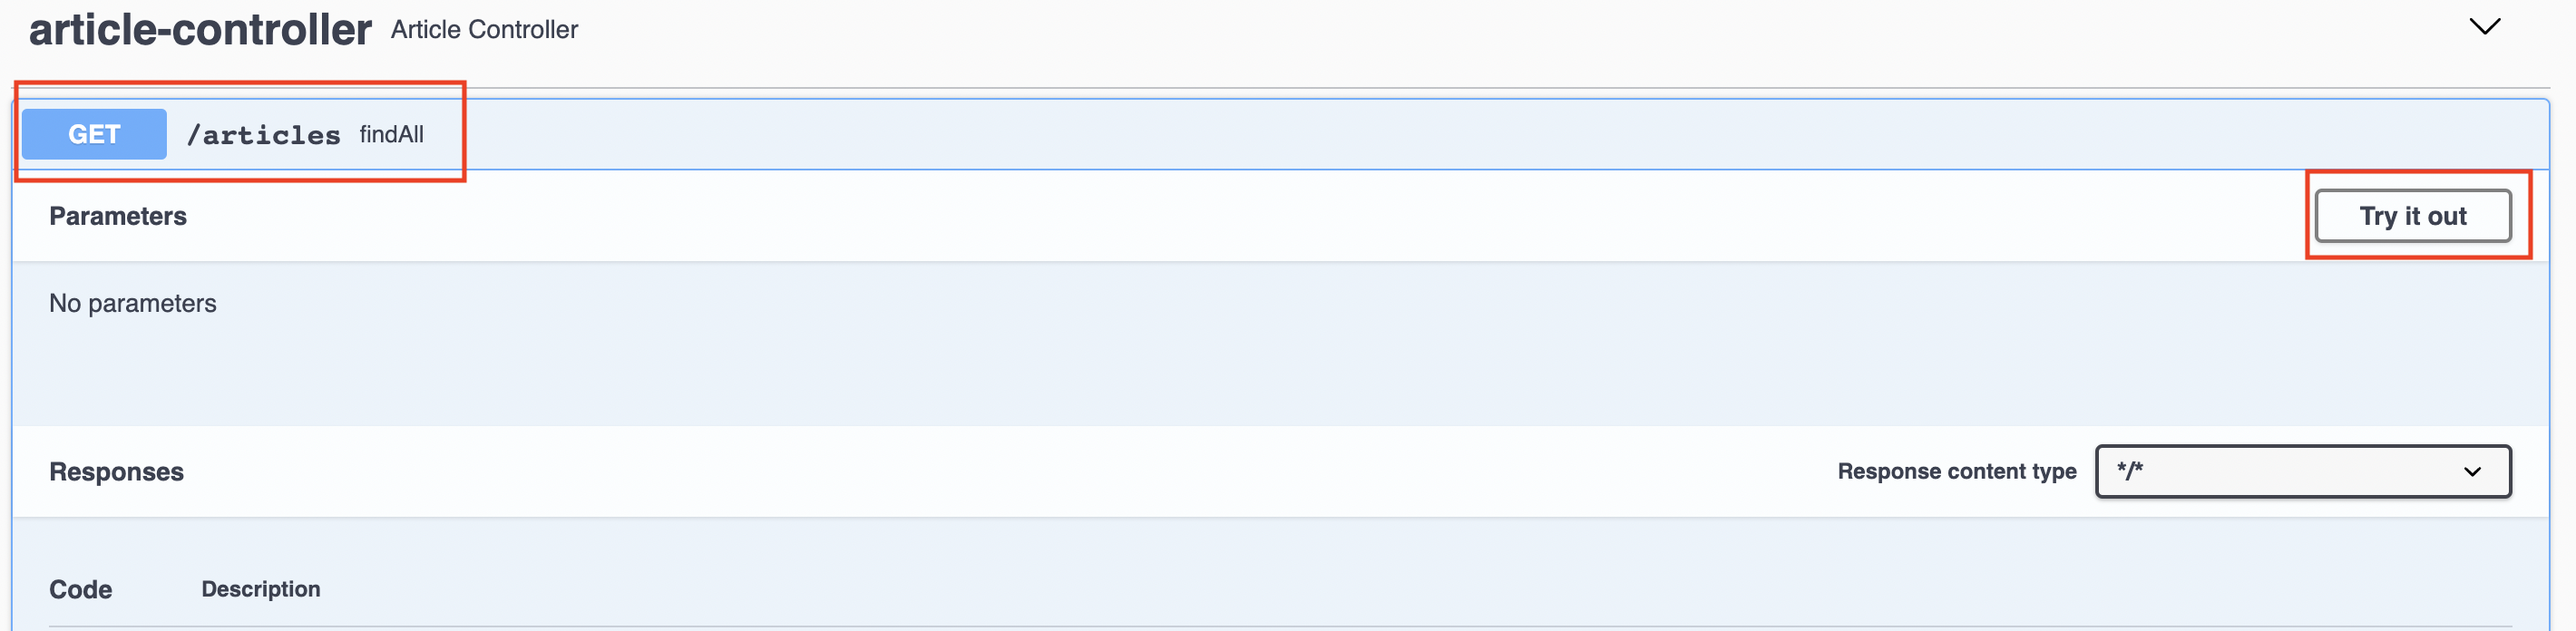 article-controller Article Controller
GET /articles findAll
Parameters Try it out
No parameters
Responses Response content type */*
Code Description